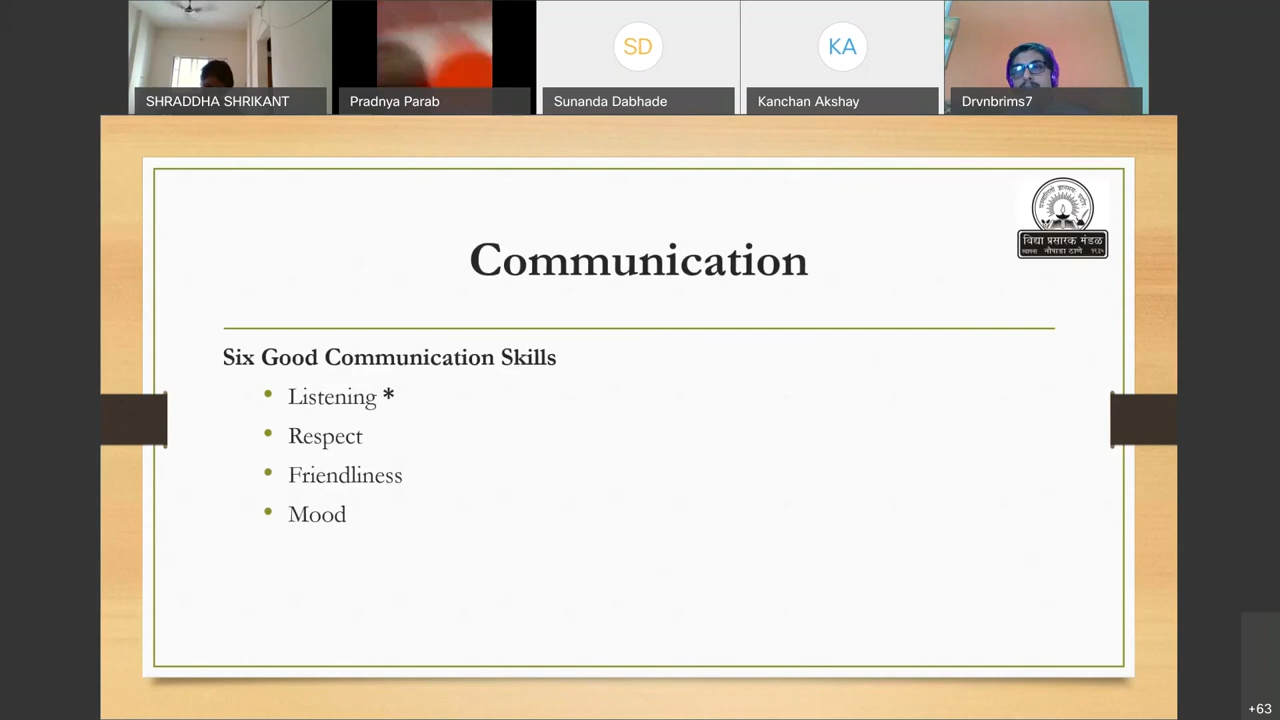 SHRADDHA SHRIKANT
Pradnya Parab
SD
Sunanda Dabhade
KA
Kanchan Akshay
Drvnbrims7
विद्या प्रसारक मंडळ
नौपाडा ठाणे
Communication
Six Good Communication Skills
Listening *
Respect
Friendliness
Mood
+63